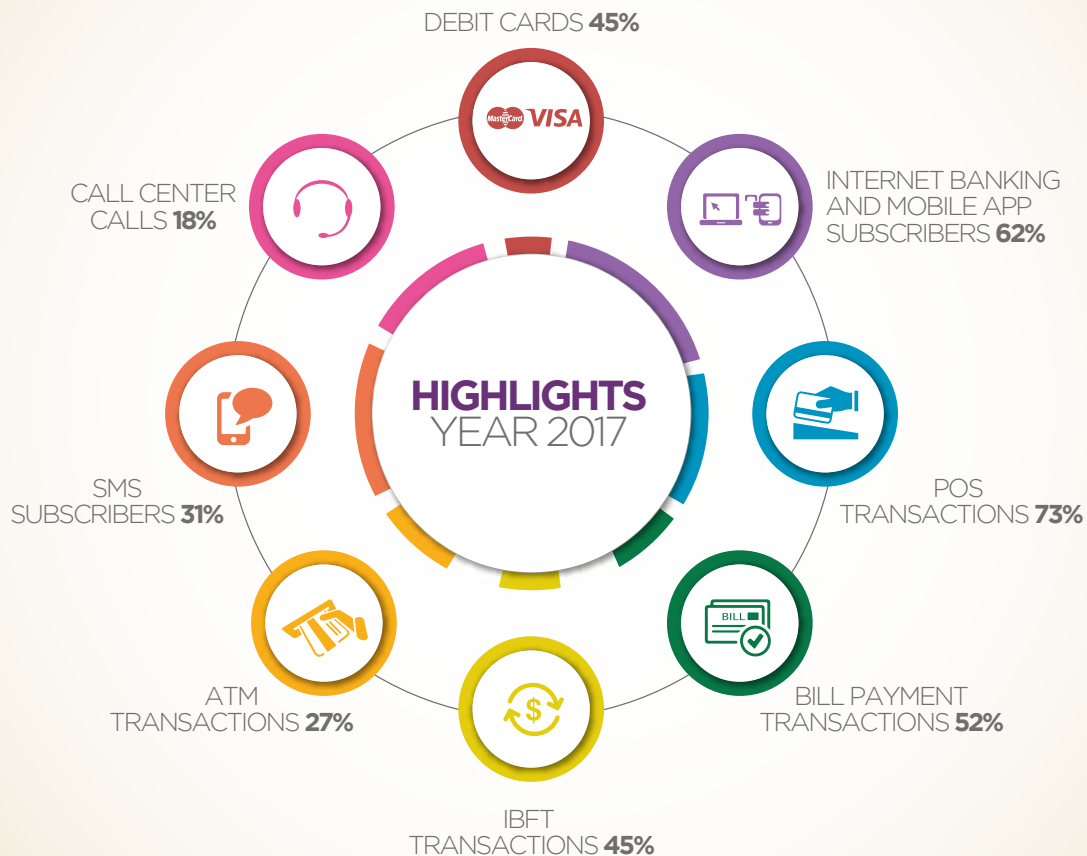 DEBIT CARDS 45%
MasterCard VISA
INTERNET BANKING
AND MOBILE APP
SUBSCRIBERS 62%
CALL CENTER
CALLS 18%
HIGHLIGHTS
YEAR 2017
POS
TRANSACTIONS 73%
SMS
SUBSCRIBERS 31%
BILL
BILL PAYMENT
TRANSACTIONS 52%
ATM
TRANSACTIONS 27%
$
IBFT
TRANSACTIONS 45%